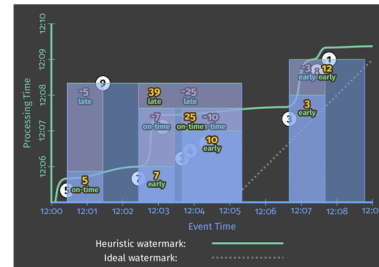 12:10
12:09
12:08
12:07
12:06
Processing Time
-5
late
9
39
late
-25
late
-3
early
12
early
-7
on-time
25
on-time
-10
on-time
3
early
3
5
on-time
7
early
10
early
12:00 12:01 12:02 12:03 12:04 12:05 12:06 12:07 12:08
Event Time
Heuristic watermark:
Ideal watermark: